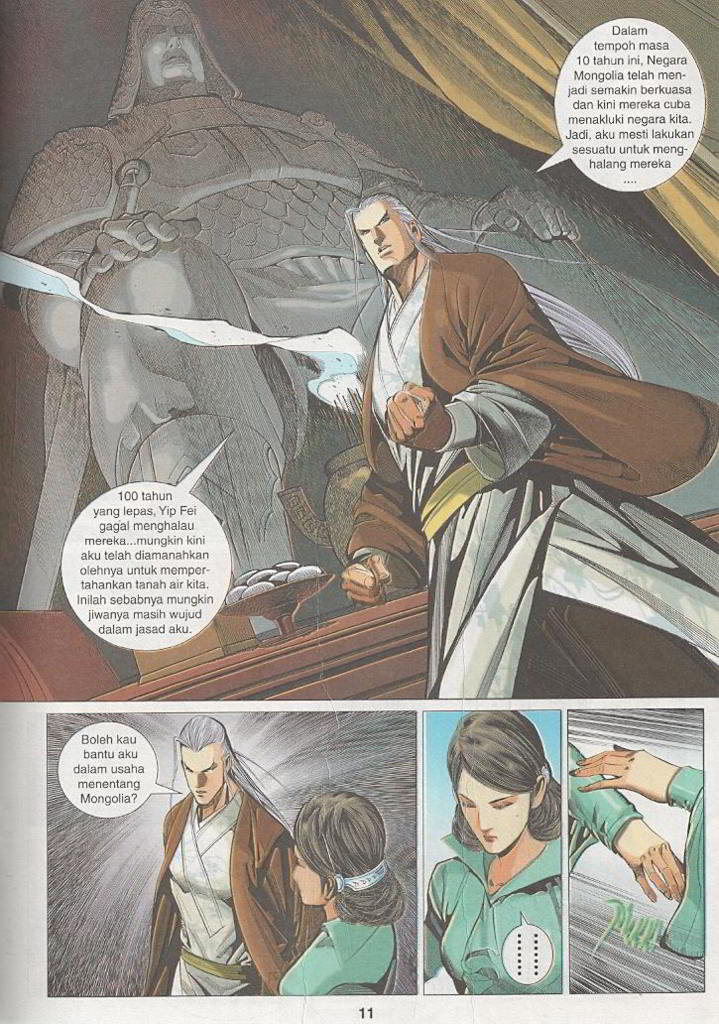 Dalam
tempoh masa
10 tahun ini, Negara
Mongolia telah men-
jadi semakin berkuasa
dan kini mereka cuba
menakluki negara kita.
Jadi, aku mesti lakukan
sesuatu untuk meng-
halang mereka
....
100 tahun
yang lepas, Yip Fei
gagal menghalau
mereka...mungkin kini
aku telah diamanahkan
olehnya untuk memper-
tahankan tanah air kita.
Inilah sebabnya mungkin
jiwanya masih wujud
dalam jasad aku.
Boleh kau
bantu aku
dalam usaha
menentang
Mongolia?
11